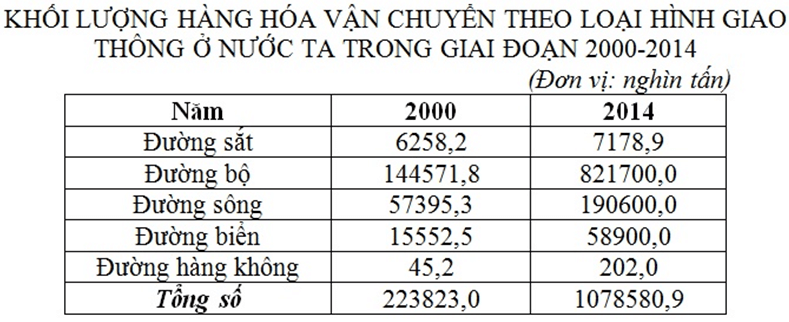 KHỐI LƯỢNG HÀNG HÓA VẬN CHUYỂN THEO LOẠI HÌNH GIAO
THÔNG Ở NƯỚC TA TRONG GIAI ĐOẠN 2000-2014
(Đơn vị: nghìn tấn)
Năm 2000 2014
Đường sắt 6258,2 7178,9
Đường bộ 144571,8 821700,0
Đường sông 57395,3 190600,0
Đường biển 15552,5 58900,0
Đường hàng không 45,2 202,0
Tổng số 223823,0 1078580,9